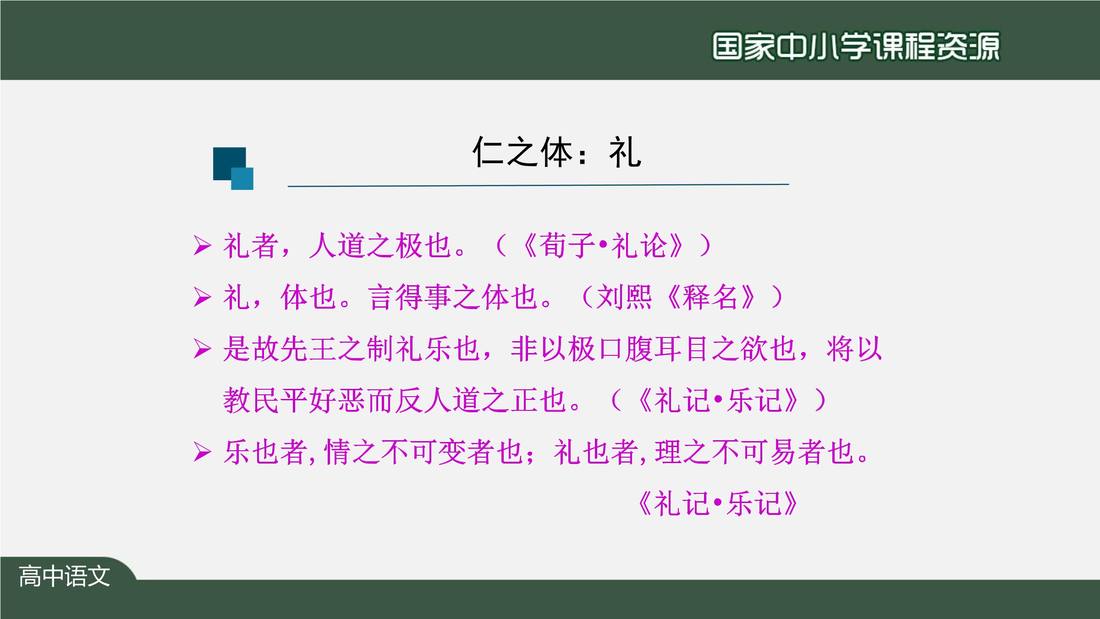 国家中小学课程资源
仁之体：礼
礼者，人道之极也。（《荀子•礼论》）
礼，体也。言得事之体也。（刘熙《释名》）
是故先王之制礼乐也，非以极口腹耳目之欲也，将以
教民平好恶而反人道之正也。（《礼记•乐记》）
乐也者,情之不可变者也；礼也者,理之不可易者也。
《礼记•乐记》
高中语文